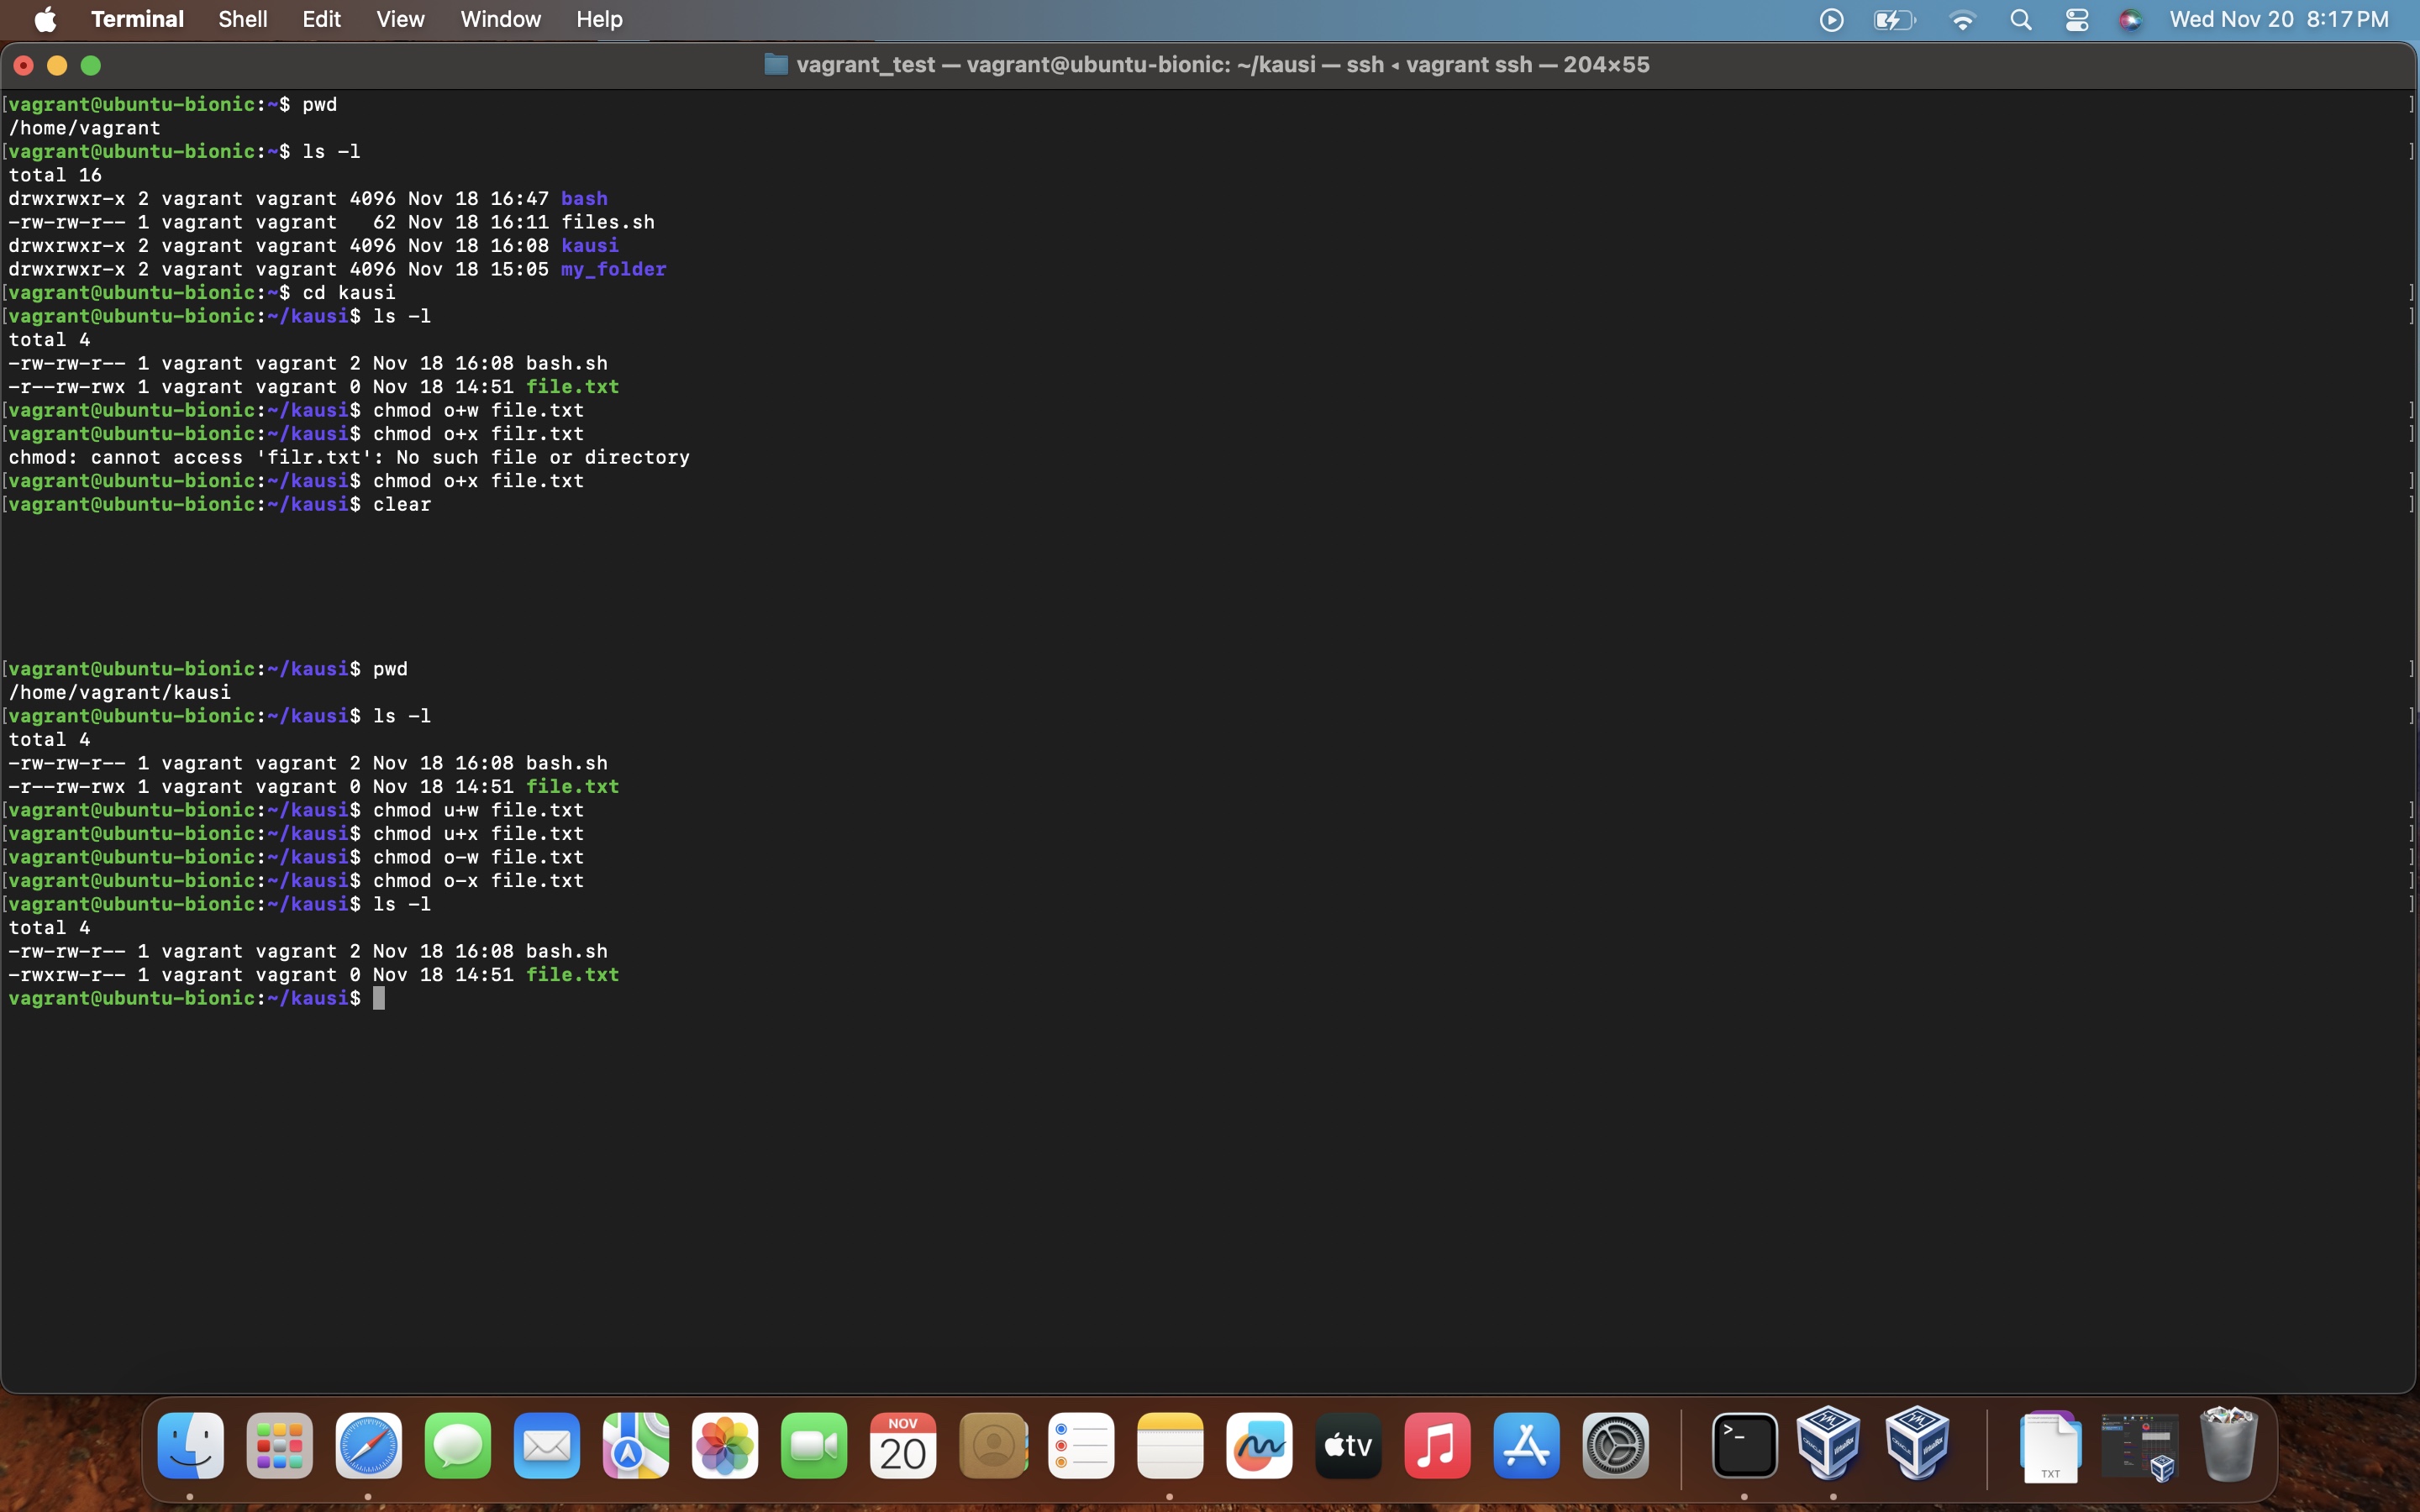 Terminal Shell Edit View Window Help Wed Nov 20 8:17 PM
vagrant_test — vagrant@ubuntu-bionic: ~/kausi — ssh ◂ vagrant ssh — 204×55
[vagrant@ubuntu-bionic:~$ pwd ]
/home/vagrant
[vagrant@ubuntu-bionic:~$ ls -l ]
total 16
drwxrwxr-x 2 vagrant vagrant 4096 Nov 18 16:47 bash
-rw-rw-r-- 1 vagrant vagrant   62 Nov 18 16:11 files.sh
drwxrwxr-x 2 vagrant vagrant 4096 Nov 18 16:08 kausi
drwxrwxr-x 2 vagrant vagrant 4096 Nov 18 15:05 my_folder
[vagrant@ubuntu-bionic:~$ cd kausi ]
[vagrant@ubuntu-bionic:~/kausi$ ls -l ]
total 4
-rw-rw-r-- 1 vagrant vagrant 2 Nov 18 16:08 bash.sh
-r--rw-rwx 1 vagrant vagrant 0 Nov 18 14:51 file.txt
[vagrant@ubuntu-bionic:~/kausi$ chmod o+w file.txt ]
[vagrant@ubuntu-bionic:~/kausi$ chmod o+x filr.txt ]
chmod: cannot access 'filr.txt': No such file or directory
[vagrant@ubuntu-bionic:~/kausi$ chmod o+x file.txt ]
[vagrant@ubuntu-bionic:~/kausi$ clear ]
[vagrant@ubuntu-bionic:~/kausi$ pwd ]
/home/vagrant/kausi
[vagrant@ubuntu-bionic:~/kausi$ ls -l ]
total 4
-rw-rw-r-- 1 vagrant vagrant 2 Nov 18 16:08 bash.sh
-r--rw-rwx 1 vagrant vagrant 0 Nov 18 14:51 file.txt
[vagrant@ubuntu-bionic:~/kausi$ chmod u+w file.txt ]
[vagrant@ubuntu-bionic:~/kausi$ chmod u+x file.txt ]
[vagrant@ubuntu-bionic:~/kausi$ chmod o-w file.txt ]
[vagrant@ubuntu-bionic:~/kausi$ chmod o-x file.txt ]
[vagrant@ubuntu-bionic:~/kausi$ ls -l ]
total 4
-rw-rw-r-- 1 vagrant vagrant 2 Nov 18 16:08 bash.sh
-rwxrw-r-- 1 vagrant vagrant 0 Nov 18 14:51 file.txt
vagrant@ubuntu-bionic:~/kausi$
NOV
20
tv
>_
TXT